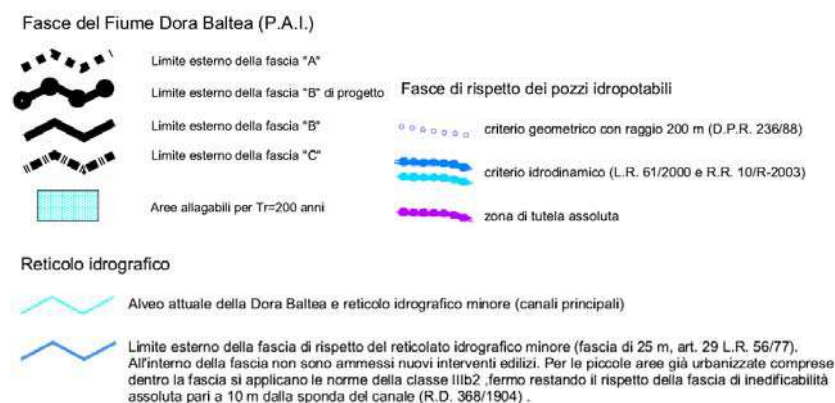 Fasce del Fiume Dora Baltea (P.A.I.)
Limite esterno della fascia "A"
Limite esterno della fascia "B" di progetto
Limite esterno della fascia "B"
Limite esterno della fascia "C"
Aree allagabili per Tr=200 anni
Fasce di rispetto dei pozzi idropotabili
criterio geometrico con raggio 200 m (D.P.R. 236/88)
criterio idrodinamico (L.R. 61/2000 e R.R. 10/R-2003)
zona di tutela assoluta
Reticolo idrografico
Alveo attuale della Dora Baltea e reticolo idrografico minore (canali principali)
Limite esterno della fascia di rispetto del reticolato idrografico minore (fascia di 25 m, art. 29 L.R. 56/77).
All'interno della fascia non sono ammessi nuovi interventi edilizi. Per le piccole aree già urbanizzate comprese
dentro la fascia si applicano le norme della classe IIIb2 ,fermo restando il rispetto della fascia di inedificabilità
assoluta pari a 10 m dalla sponda del canale (R.D. 368/1904) .